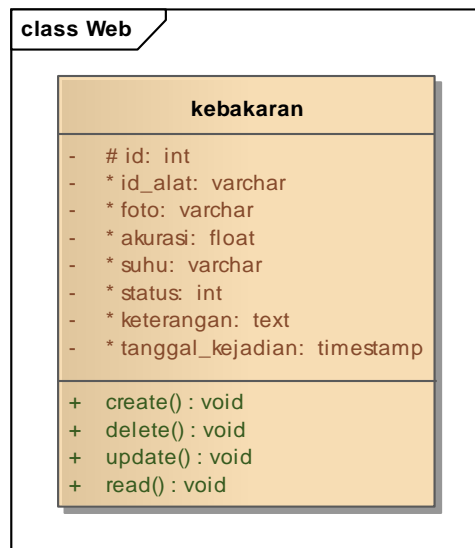 class Web
kebakaran
- # id: int
- * id_alat: varchar
- * foto: varchar
- * akurasi: float
- * suhu: varchar
- * status: int
- * keterangan: text
- * tanggal_kejadian: timestamp
+ create() : void
+ delete() : void
+ update() : void
+ read() : void